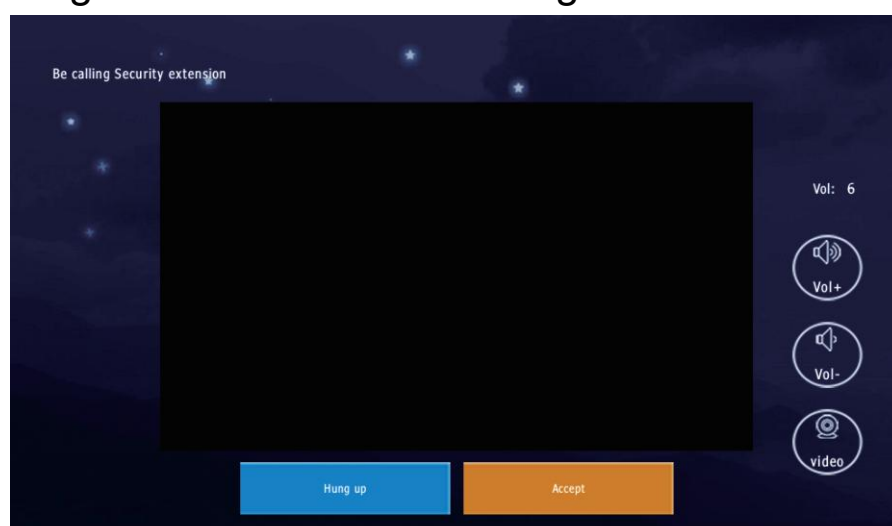 Be calling Security extension
Vol: 6
Vol+
Vol-
video
Hung up
Accept